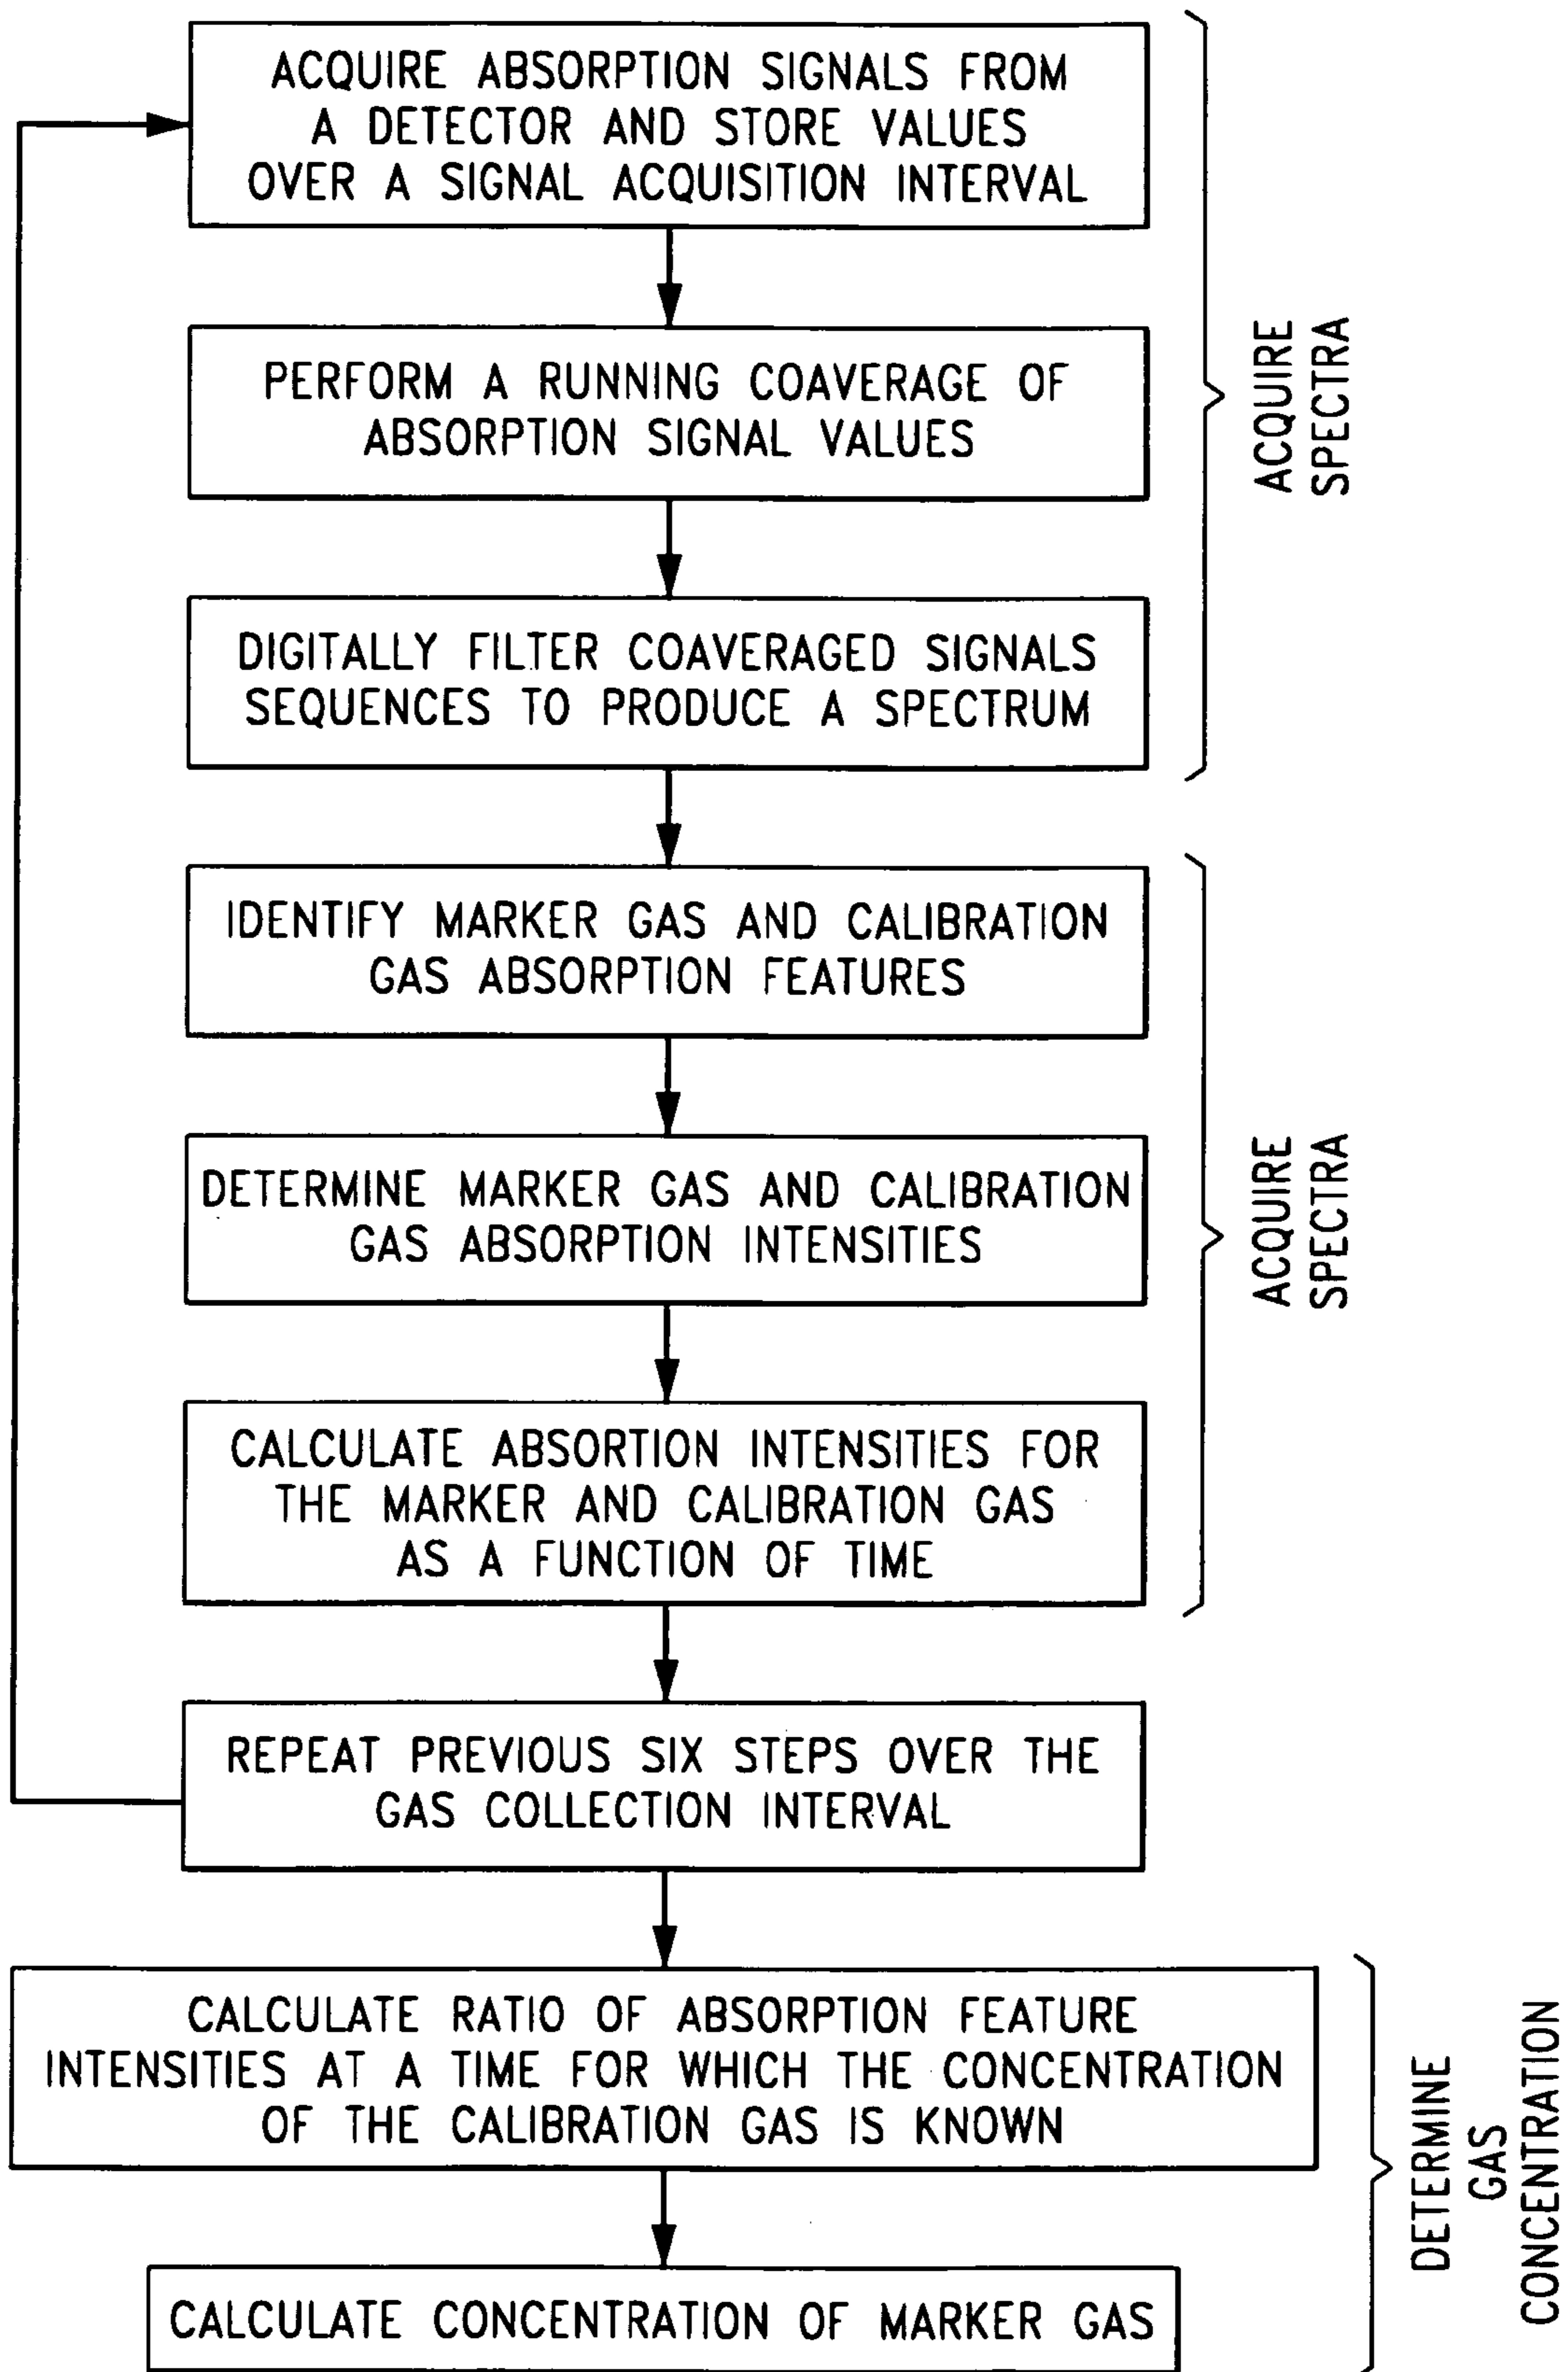 ACQUIRE ABSORPTION SIGNALS FROM
A DETECTOR AND STORE VALUES
OVER A SIGNAL ACQUISITION INTERVAL
PERFORM A RUNNING COAVERAGE OF
ABSORPTION SIGNAL VALUES
DIGITALLY FILTER COAVERAGED SIGNALS
SEQUENCES TO PRODUCE A SPECTRUM
ACQUIRE
SPECTRA
IDENTIFY MARKER GAS AND CALIBRATION
GAS ABSORPTION FEATURES
DETERMINE MARKER GAS AND CALIBRATION
GAS ABSORPTION INTENSITIES
CALCULATE ABSORTION INTENSITIES FOR
THE MARKER AND CALIBRATION GAS
AS A FUNCTION OF TIME
ACQUIRE
SPECTRA
REPEAT PREVIOUS SIX STEPS OVER THE
GAS COLLECTION INTERVAL
CALCULATE RATIO OF ABSORPTION FEATURE
INTENSITIES AT A TIME FOR WHICH THE CONCENTRATION
OF THE CALIBRATION GAS IS KNOWN
CALCULATE CONCENTRATION OF MARKER GAS
DETERMINE
GAS
CONCENTRATION